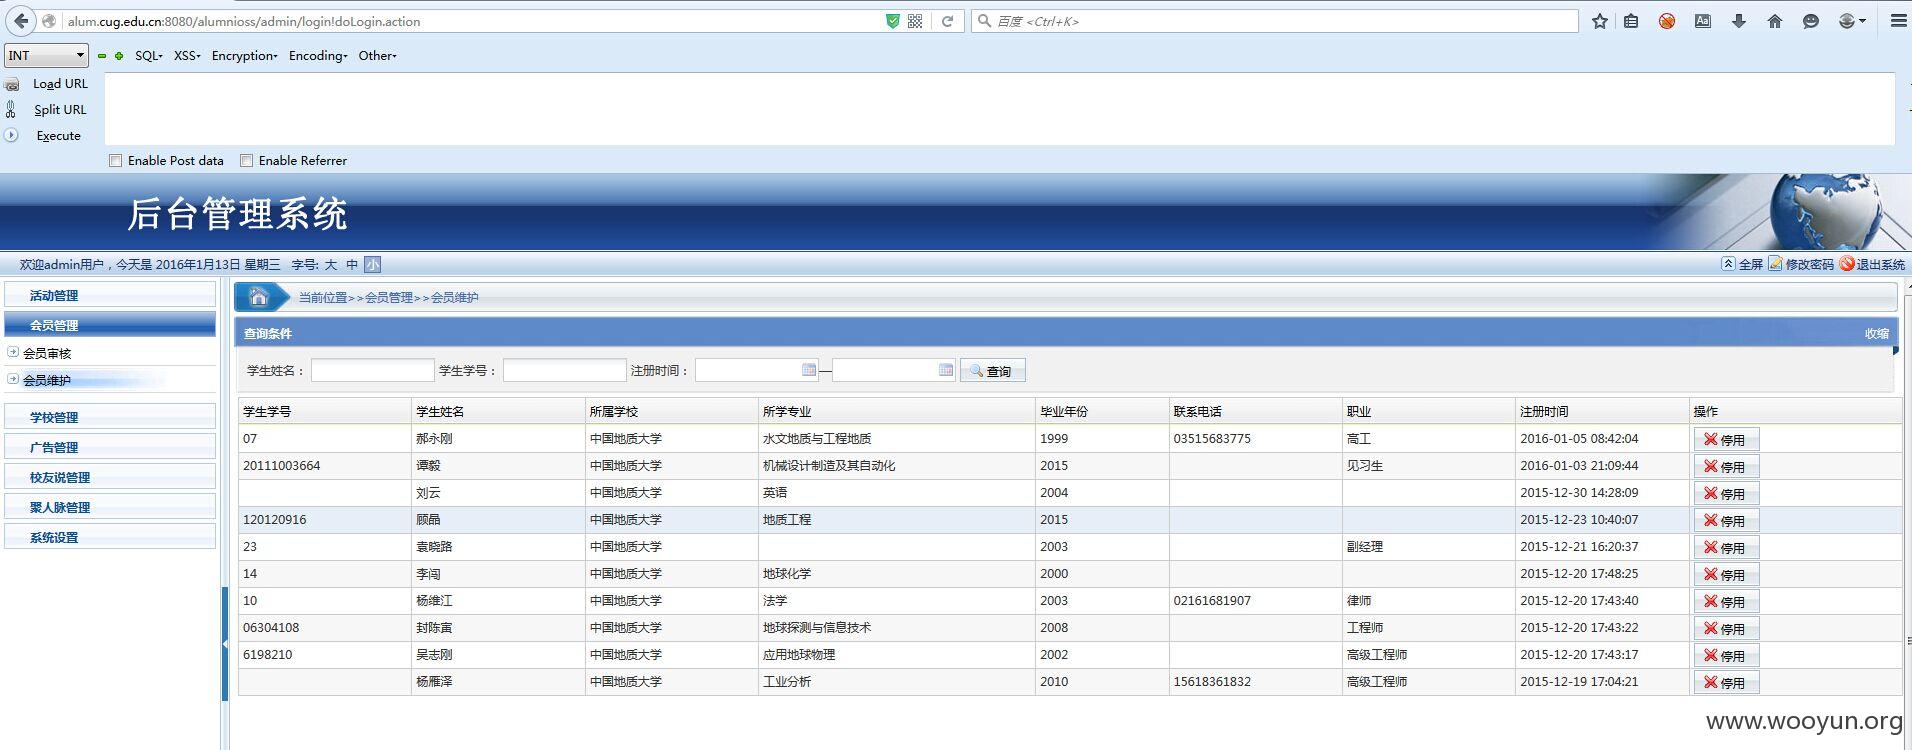 alum.cug.edu.cn:8080/alumnioss/admin/login!doLogin.action 百度 <Ctrl+K>
INT SQL- XSS- Encryption- Encoding- Other-
Load URL
Split URL
Execute
Enable Post data Enable Referrer
后台管理系统
欢迎admin用户，今天是 2016年1月13日 星期三 字号: 大 中 小 全屏 修改密码 退出系统
活动管理
会员管理
会员审核
会员维护
学校管理
广告管理
校友说管理
聚人脉管理
系统设置
当前位置>>会员管理>>会员维护
查询条件 收缩
学生姓名： 学生学号： 注册时间： — 查询
学生学号 学生姓名 所属学校 所学专业 毕业年份 联系电话 职业 注册时间 操作
07 郝永刚 中国地质大学 水文地质与工程地质 1999 03515683775 高工 2016-01-05 08:42:04 停用
20111003664 谭毅 中国地质大学 机械设计制造及其自动化 2015 见习生 2016-01-03 21:09:44 停用
刘云 中国地质大学 英语 2004 2015-12-30 14:28:09 停用
120120916 顾晶 中国地质大学 地质工程 2015 2015-12-23 10:40:07 停用
23 袁晓路 中国地质大学 2003 副经理 2015-12-21 16:20:37 停用
14 李闯 中国地质大学 地球化学 2000 2015-12-20 17:48:25 停用
10 杨维江 中国地质大学 法学 2003 02161681907 律师 2015-12-20 17:43:40 停用
06304108 封陈寅 中国地质大学 地球探测与信息技术 2008 工程师 2015-12-20 17:43:22 停用
6198210 吴志刚 中国地质大学 应用地球物理 2002 高级工程师 2015-12-20 17:43:17 停用
杨雁泽 中国地质大学 工业分析 2010 15618361832 高级工程师 2015-12-19 17:04:21 停用
www.wooyun.org